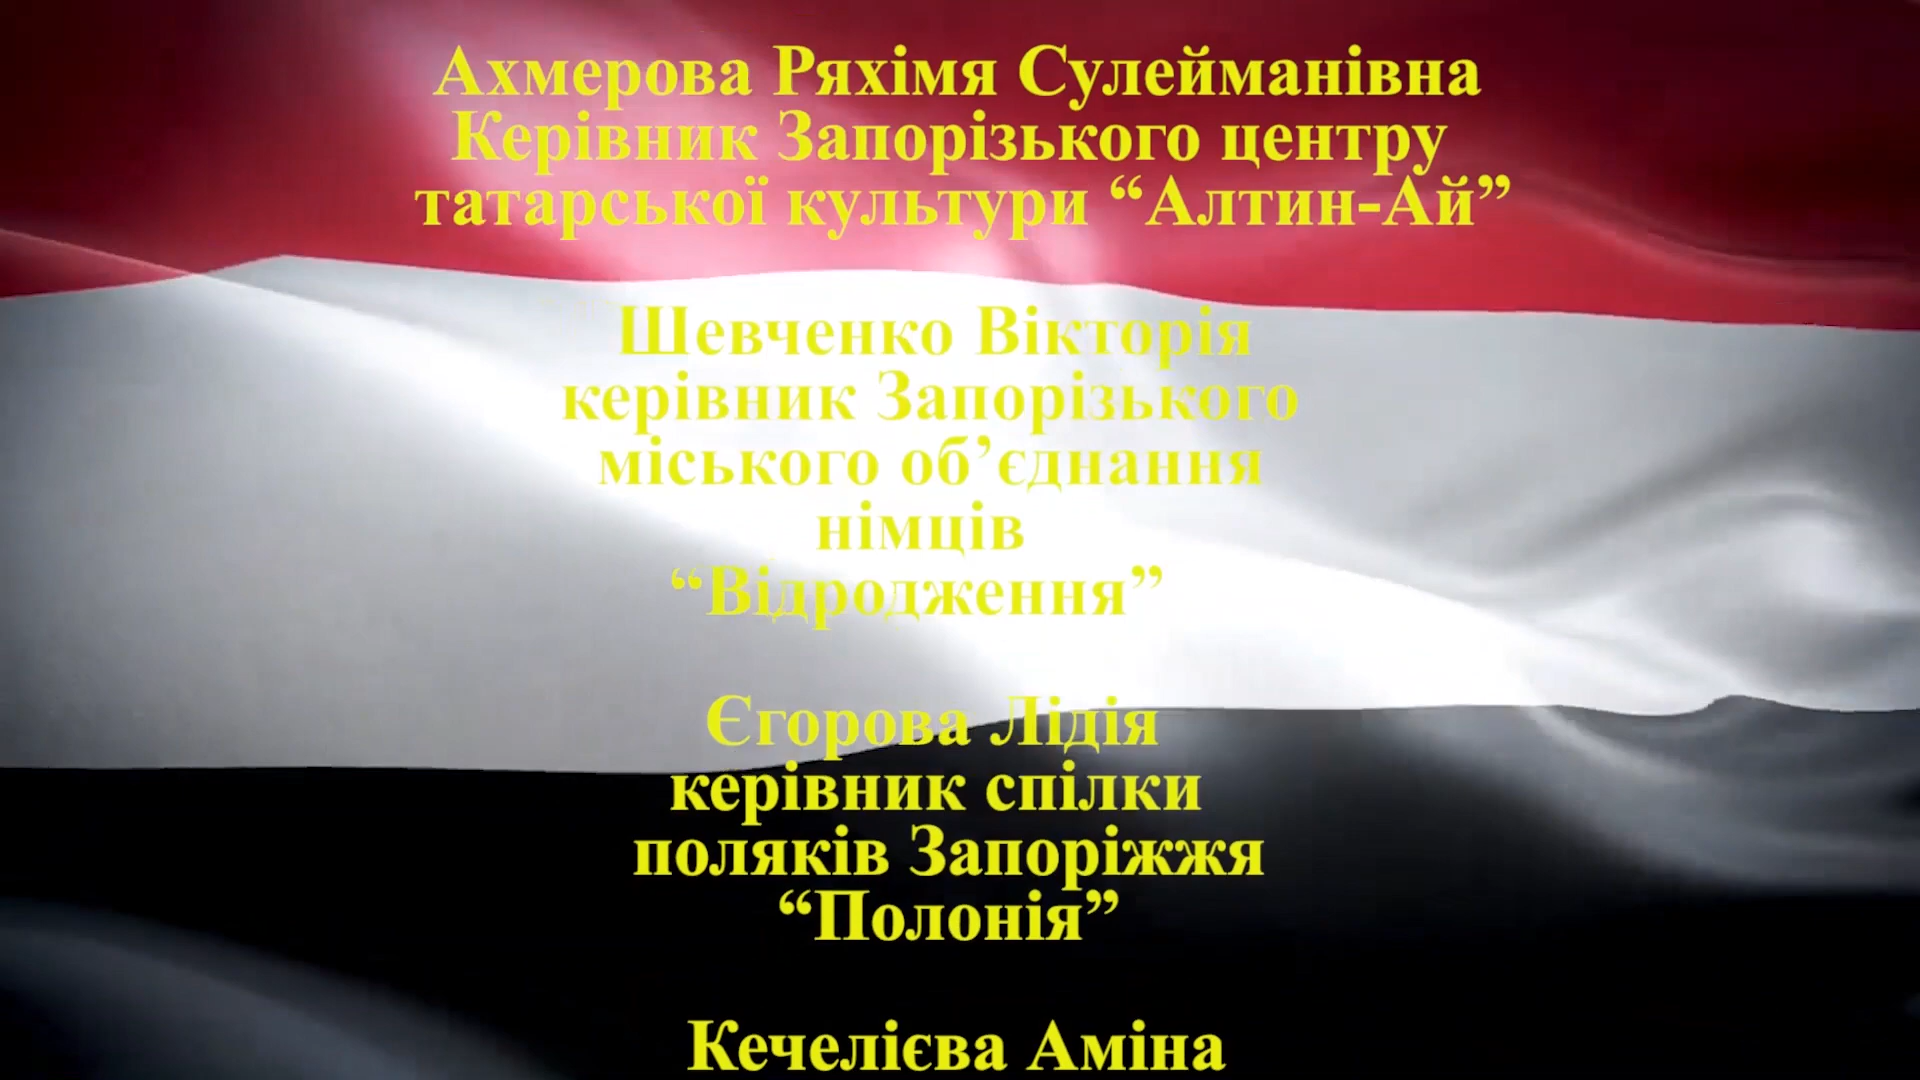 Ахмерова Ряхімя Сулейманівна
Керівник Запорізького центру
татарської культури “Алтин-Ай”
Шевченко Вікторія
керівник Запорізького
міського об’єднання
німців
“Відродження”
Єгорова Лідія
керівник спілки
поляків Запоріжжя
“Полонія”
Кечелієва Аміна